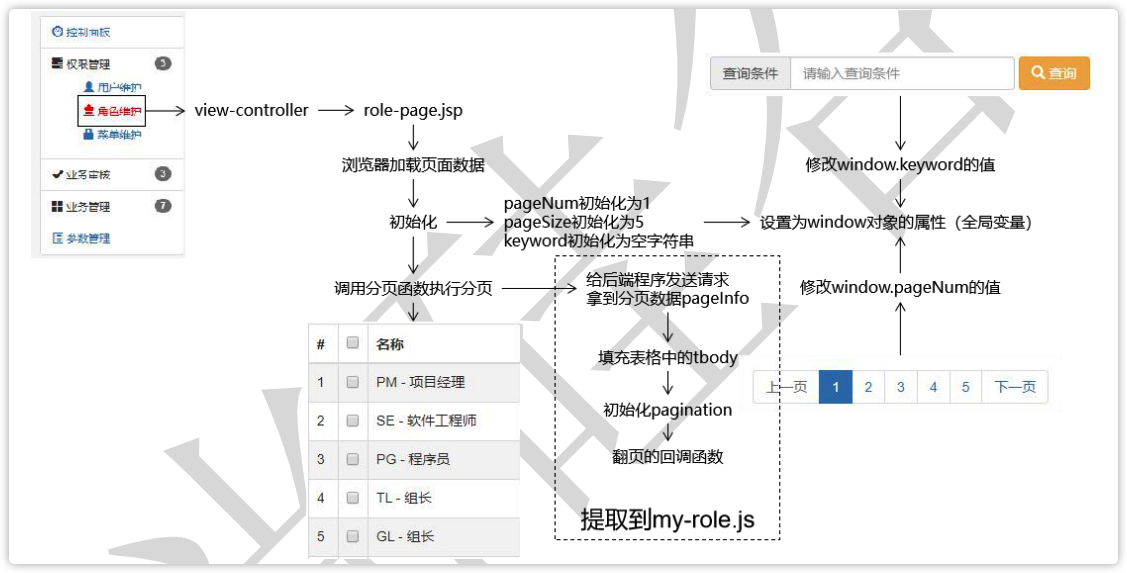 控制面板
权限管理 3
用户维护
角色维护
菜单维护
业务审核 3
业务管理 7
参数管理
view-controller
role-page.jsp
浏览器加载页面数据
初始化
pageNum初始化为1
pageSize初始化为5
keyword初始化为空字符串
设置为window对象的属性（全局变量）
调用分页函数执行分页
给后端程序发送请求
拿到分页数据pageInfo
填充表格中的tbody
初始化pagination
翻页的回调函数
提取到my-role.js
查询条件 请输入查询条件 查询
修改window.keyword的值
修改window.pageNum的值
上一页 1 2 3 4 5 下一页
# 名称
1 PM - 项目经理
2 SE - 软件工程师
3 PG - 程序员
4 TL - 组长
5 GL - 组长